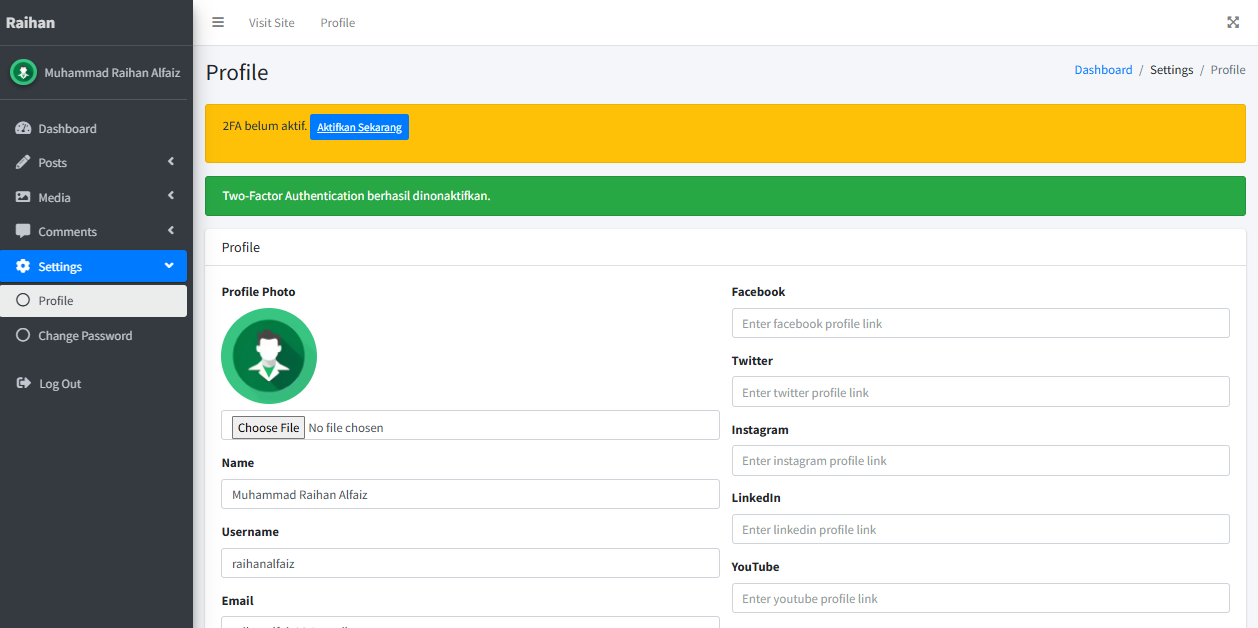 Raihan
Visit Site
Profile
Muhammad Raihan Alfaiz
Profile
Dashboard / Settings / Profile
2FA belum aktif. Aktifkan Sekarang
Two-Factor Authentication berhasil dinonaktifkan.
Dashboard
Posts
Media
Comments
Settings
Profile
Change Password
Log Out
Profile
Profile Photo
Choose File No file chosen
Name
Muhammad Raihan Alfaiz
Username
raihanalfaiz
Email
Facebook
Enter facebook profile link
Twitter
Enter twitter profile link
Instagram
Enter instagram profile link
LinkedIn
Enter linkedin profile link
YouTube
Enter youtube profile link